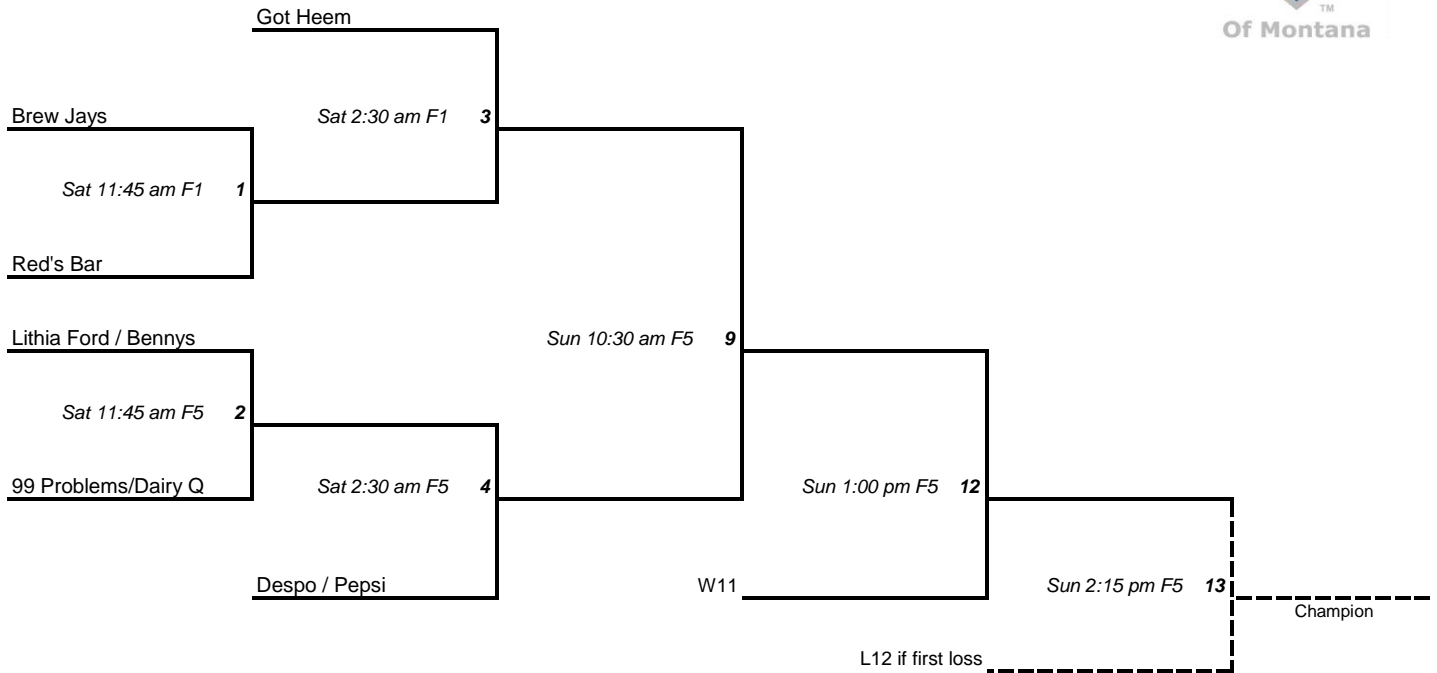 Got Heem
TM
Of Montana
Brew Jays
Sat 2:30 am F1 3
Sat 11:45 am F1 1
Red's Bar
Lithia Ford / Bennys
Sun 10:30 am F5 9
Sat 11:45 am F5 2
99 Problems/Dairy Q
Sat 2:30 am F5 4
Sun 1:00 pm F5 12
Despo / Pepsi
W11
Sun 2:15 pm F5 13
Champion
L12 if first loss